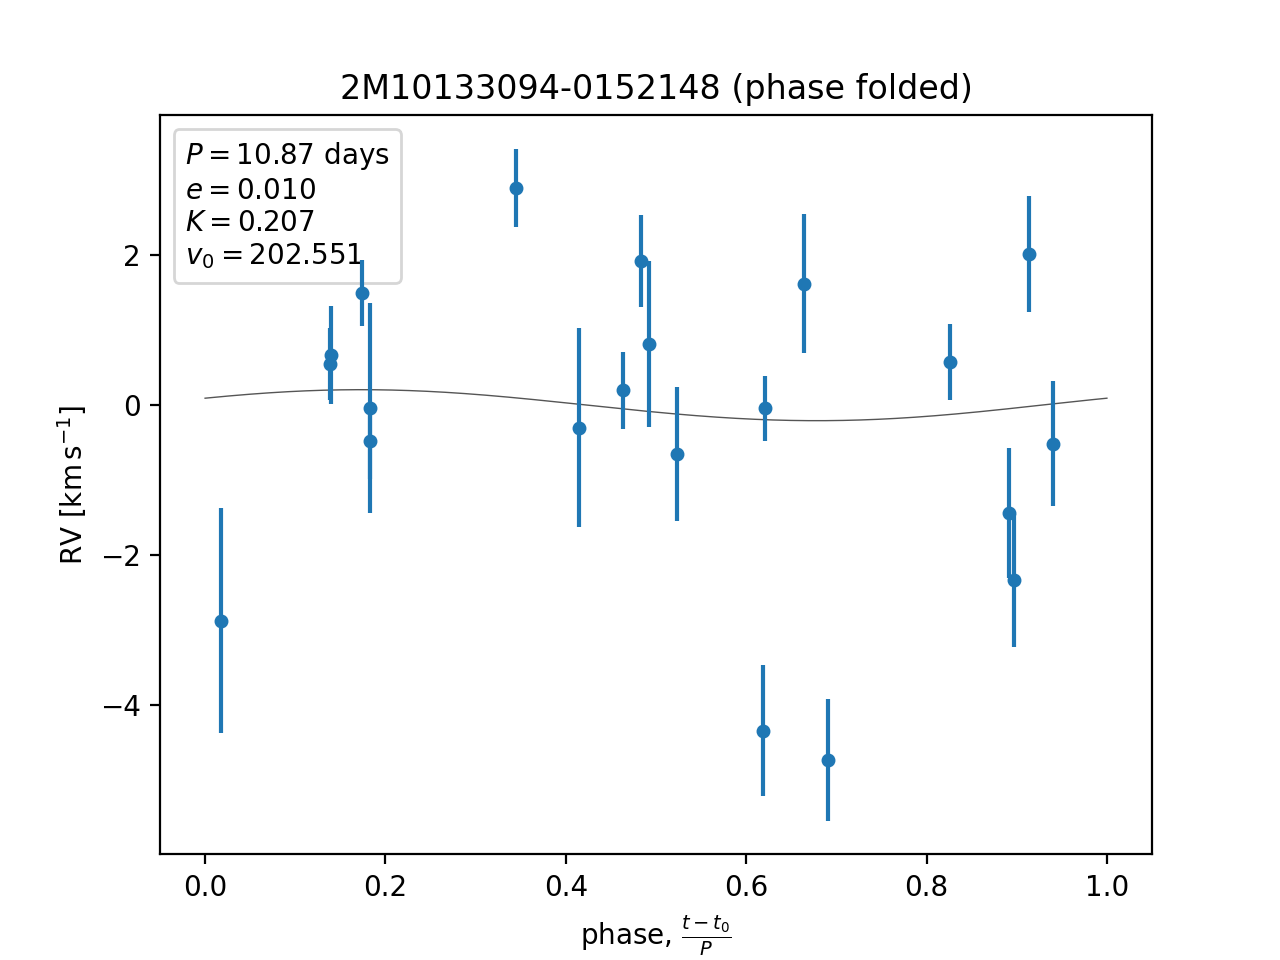 2M10133094-0152148 (phase folded)
P = 10.87 days
e = 0.010
K = 0.207
v₀ = 202.551
RV [km s⁻¹]
2
0
−2
−4
0.0 0.2 0.4 0.6 0.8 1.0
phase, (t − t₀)/P